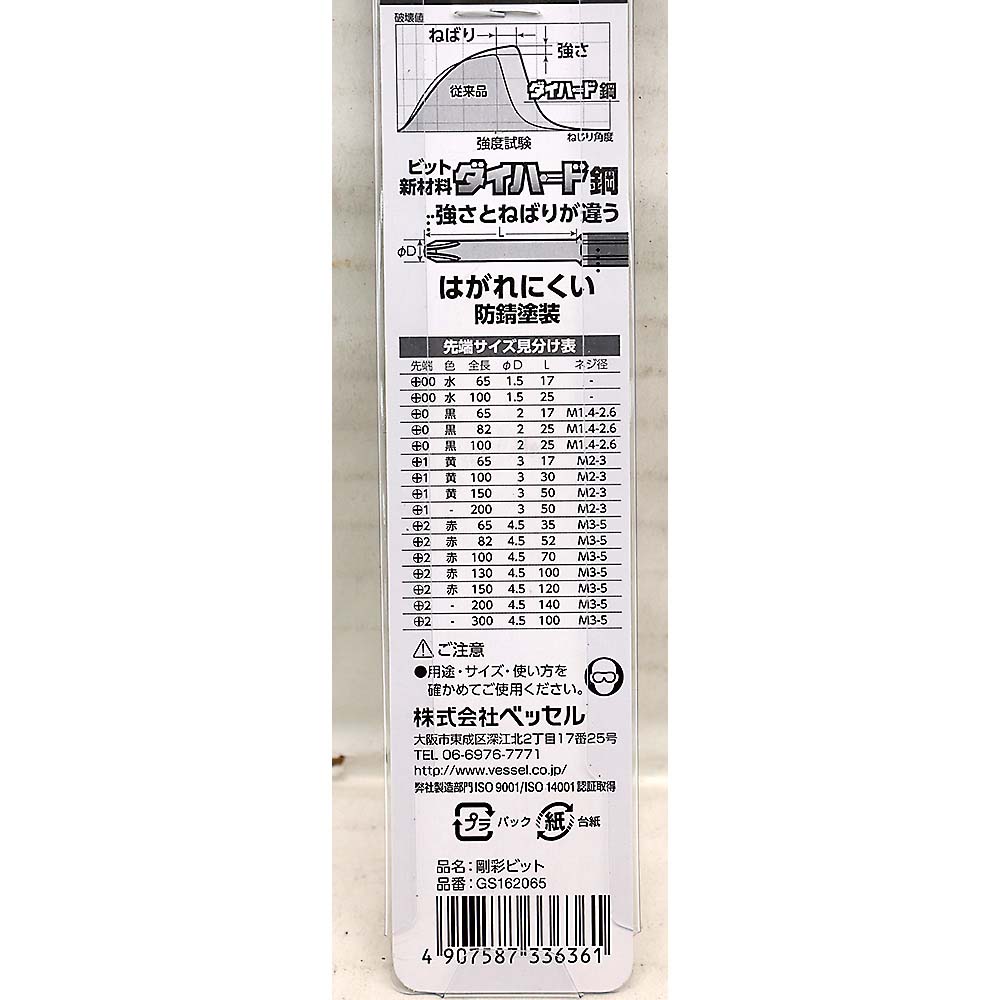 破壊値
ねばり
強さ
従来品
ダイハード鋼
強度試験
ねじり角度
ビット
新材料
ダイハード鋼
強さとねばりが違う
L
φD
はがれにくい
防錆塗装
先端サイズ見分け表
先端 色 全長 φD L ネジ径
⊕00 水 65 1.5 17 -
⊕00 水 100 1.5 25 -
⊕0 黒 65 2 17 M1.4-2.6
⊕0 黒 82 2 25 M1.4-2.6
⊕0 黒 100 2 25 M1.4-2.6
⊕1 黄 65 3 17 M2-3
⊕1 黄 100 3 30 M2-3
⊕1 黄 150 3 50 M2-3
⊕1 - 200 3 50 M2-3
⊕2 赤 65 4.5 35 M3-5
⊕2 赤 82 4.5 52 M3-5
⊕2 赤 100 4.5 70 M3-5
⊕2 赤 130 4.5 100 M3-5
⊕2 赤 150 4.5 120 M3-5
⊕2 - 200 4.5 140 M3-5
⊕2 - 300 4.5 100 M3-5
⚠ご注意
●用途・サイズ・使い方を
確かめてご使用ください。
株式会社ベッセル
大阪市東成区深江北2丁目17番25号
TEL 06-6976-7771
http://www.vessel.co.jp/
弊社製造部門ISO 9001/ISO 14001認証取得
プラ パック 紙 台紙
品名：剛彩ビット
品番：GS162065
4 907587 336361